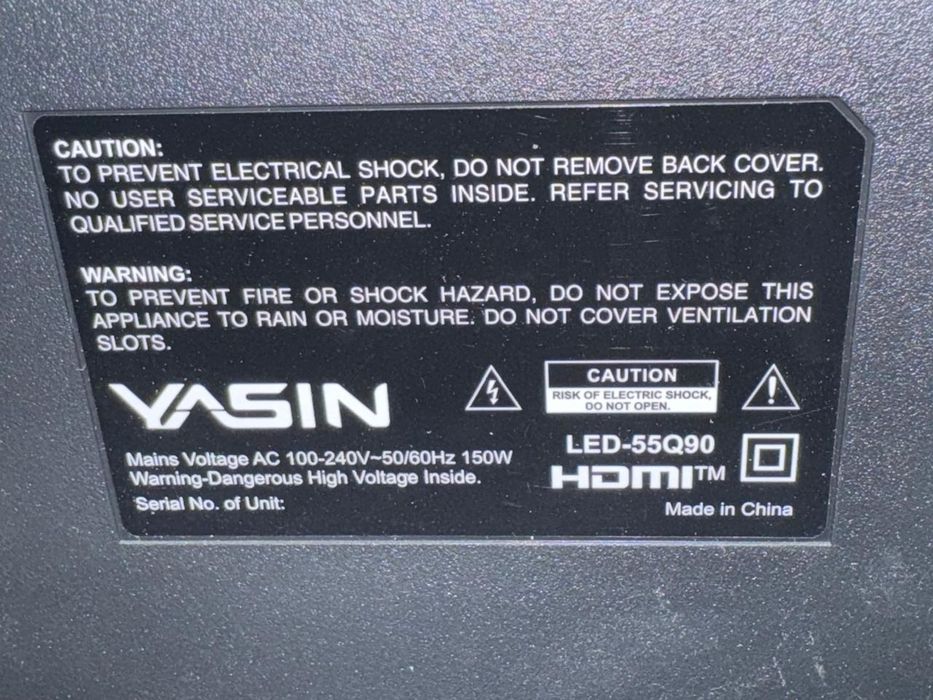 CAUTION:
TO PREVENT ELECTRICAL SHOCK, DO NOT REMOVE BACK COVER.
NO USER SERVICEABLE PARTS INSIDE. REFER SERVICING TO
QUALIFIED SERVICE PERSONNEL.
WARNING:
TO PREVENT FIRE OR SHOCK HAZARD, DO NOT EXPOSE THIS
APPLIANCE TO RAIN OR MOISTURE. DO NOT COVER VENTILATION
SLOTS.
YASIN
CAUTION
RISK OF ELECTRIC SHOCK,
DO NOT OPEN.
Mains Voltage AC 100-240V~50/60Hz 150W
Warning-Dangerous High Voltage Inside.
Serial No. of Unit:
LED-55Q90
HDMI™
Made in China